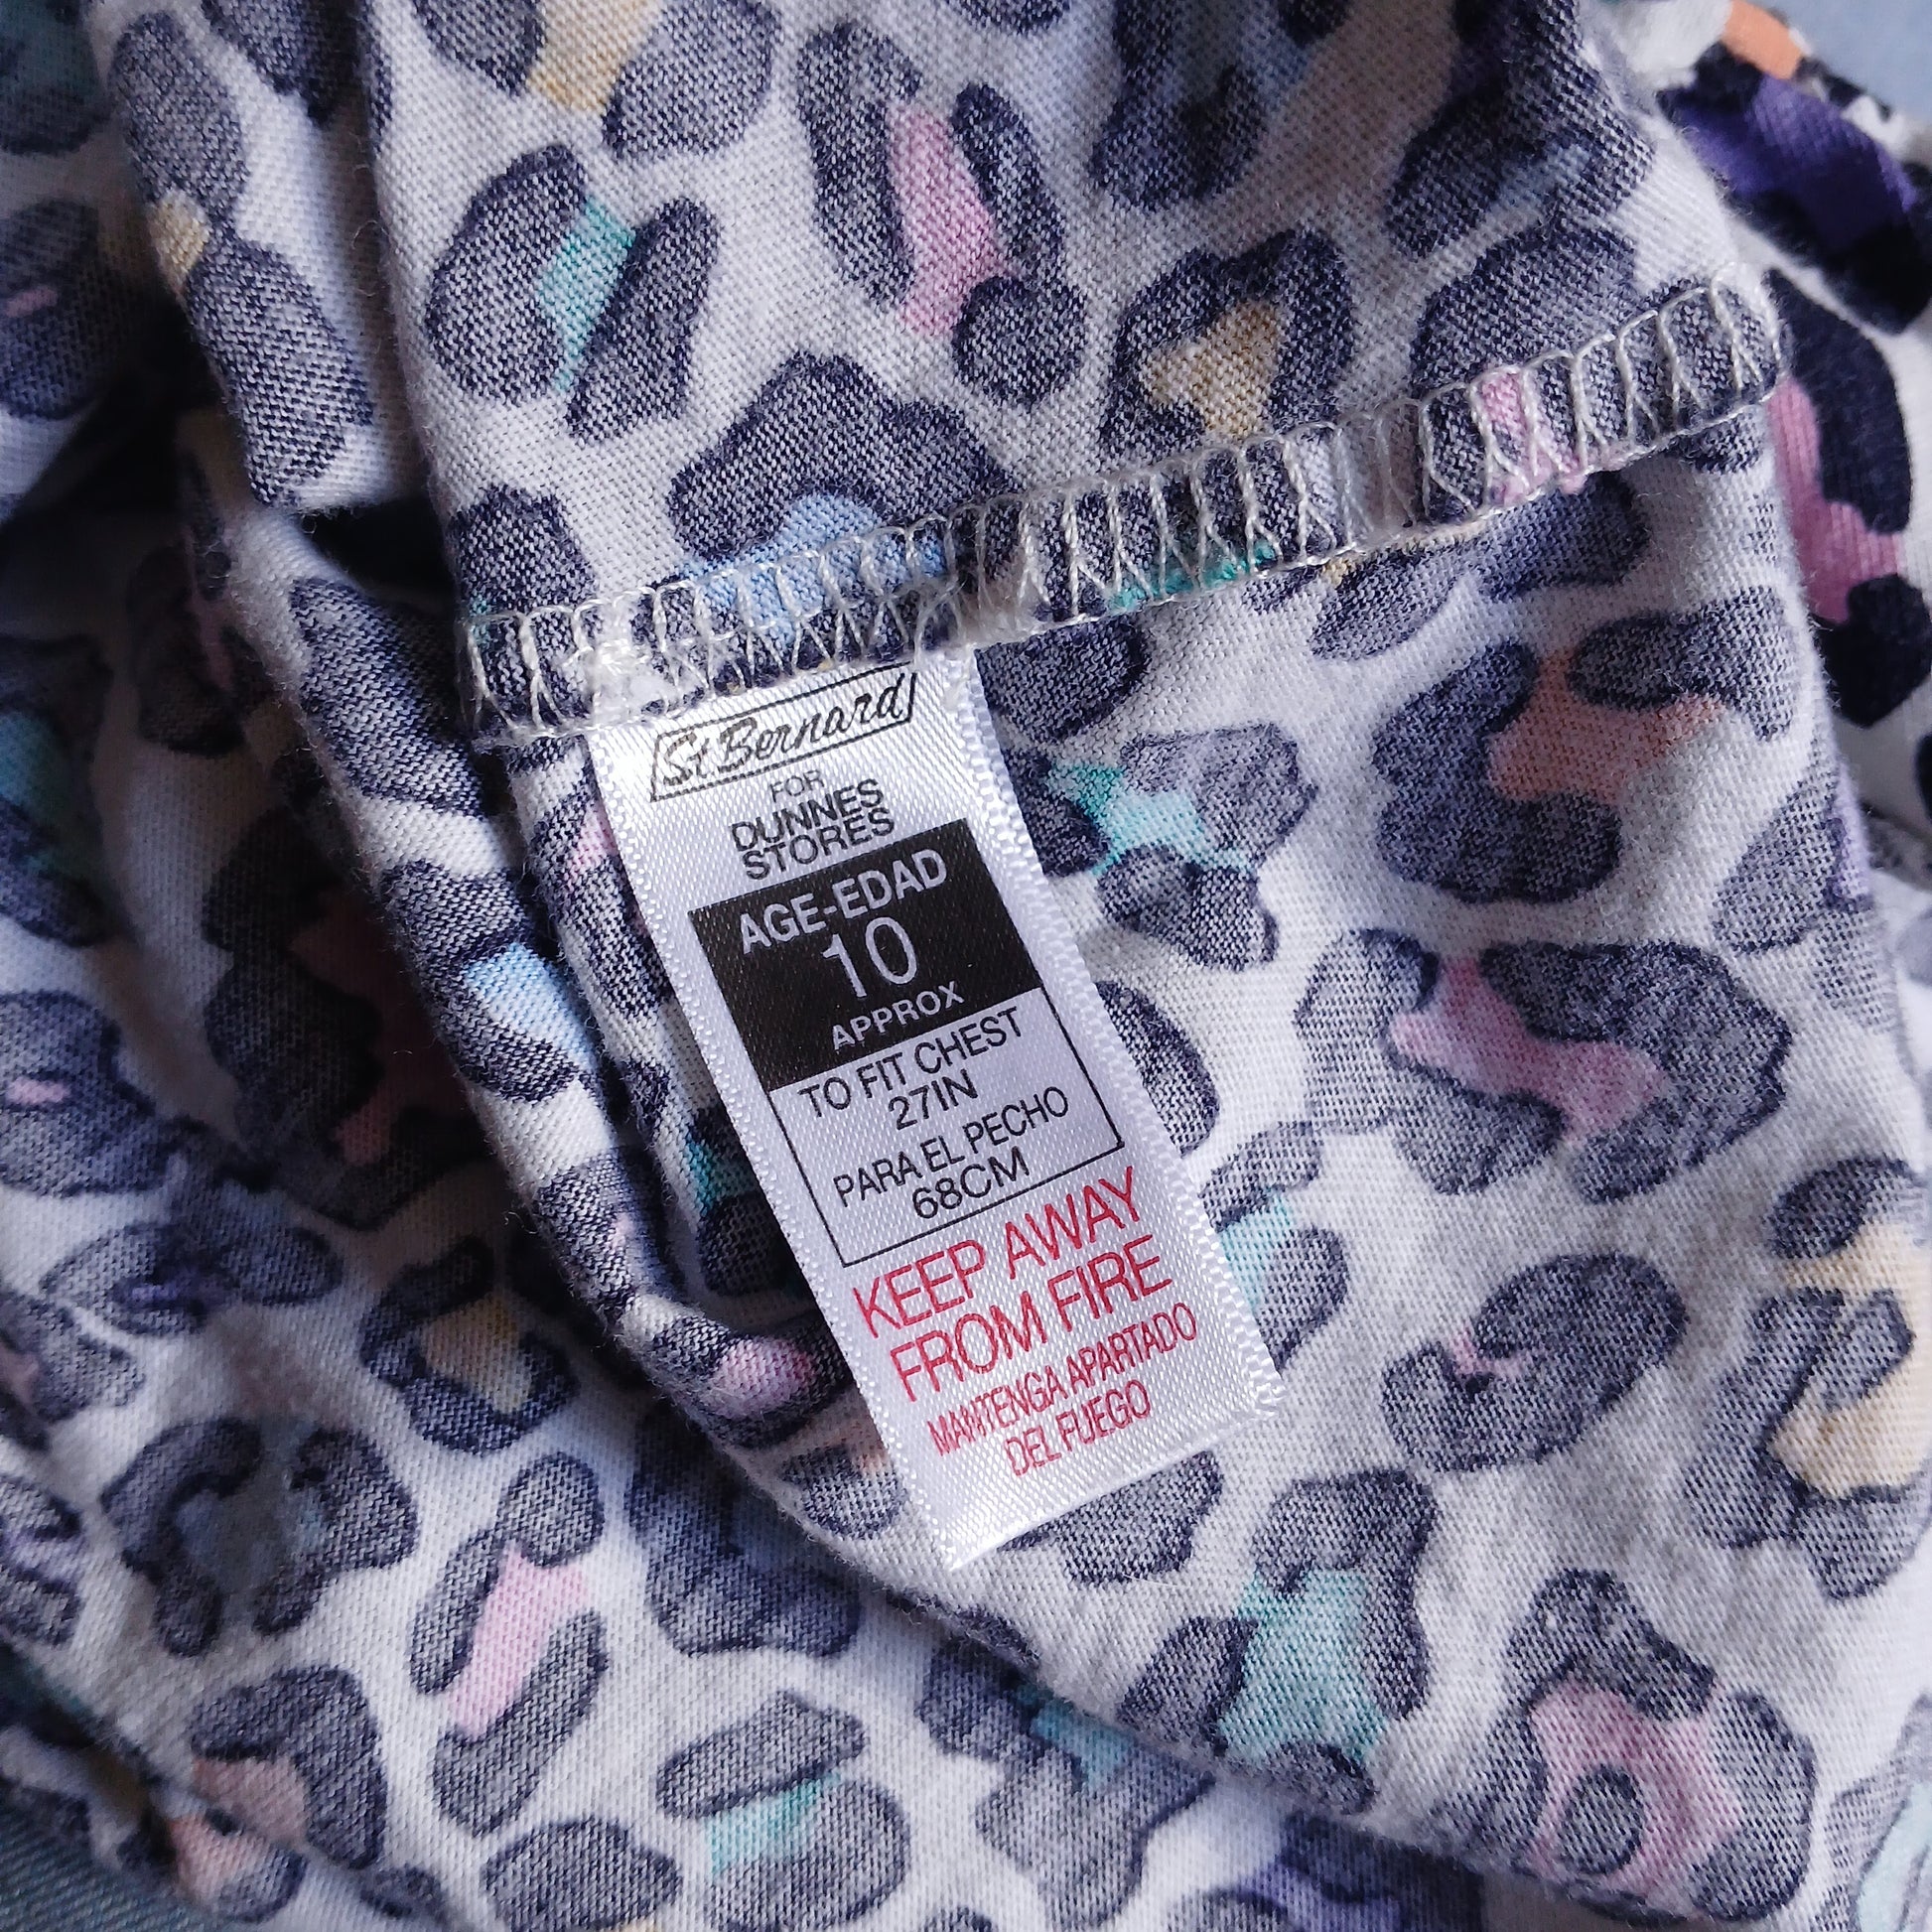 St Bernard
FOR
DUNNES
STORES
AGE-EDAD
10
APPROX
TO FIT CHEST
27IN
PARA EL PECHO
68CM
KEEP AWAY
FROM FIRE
MANTENGA APARTADO
DEL FUEGO